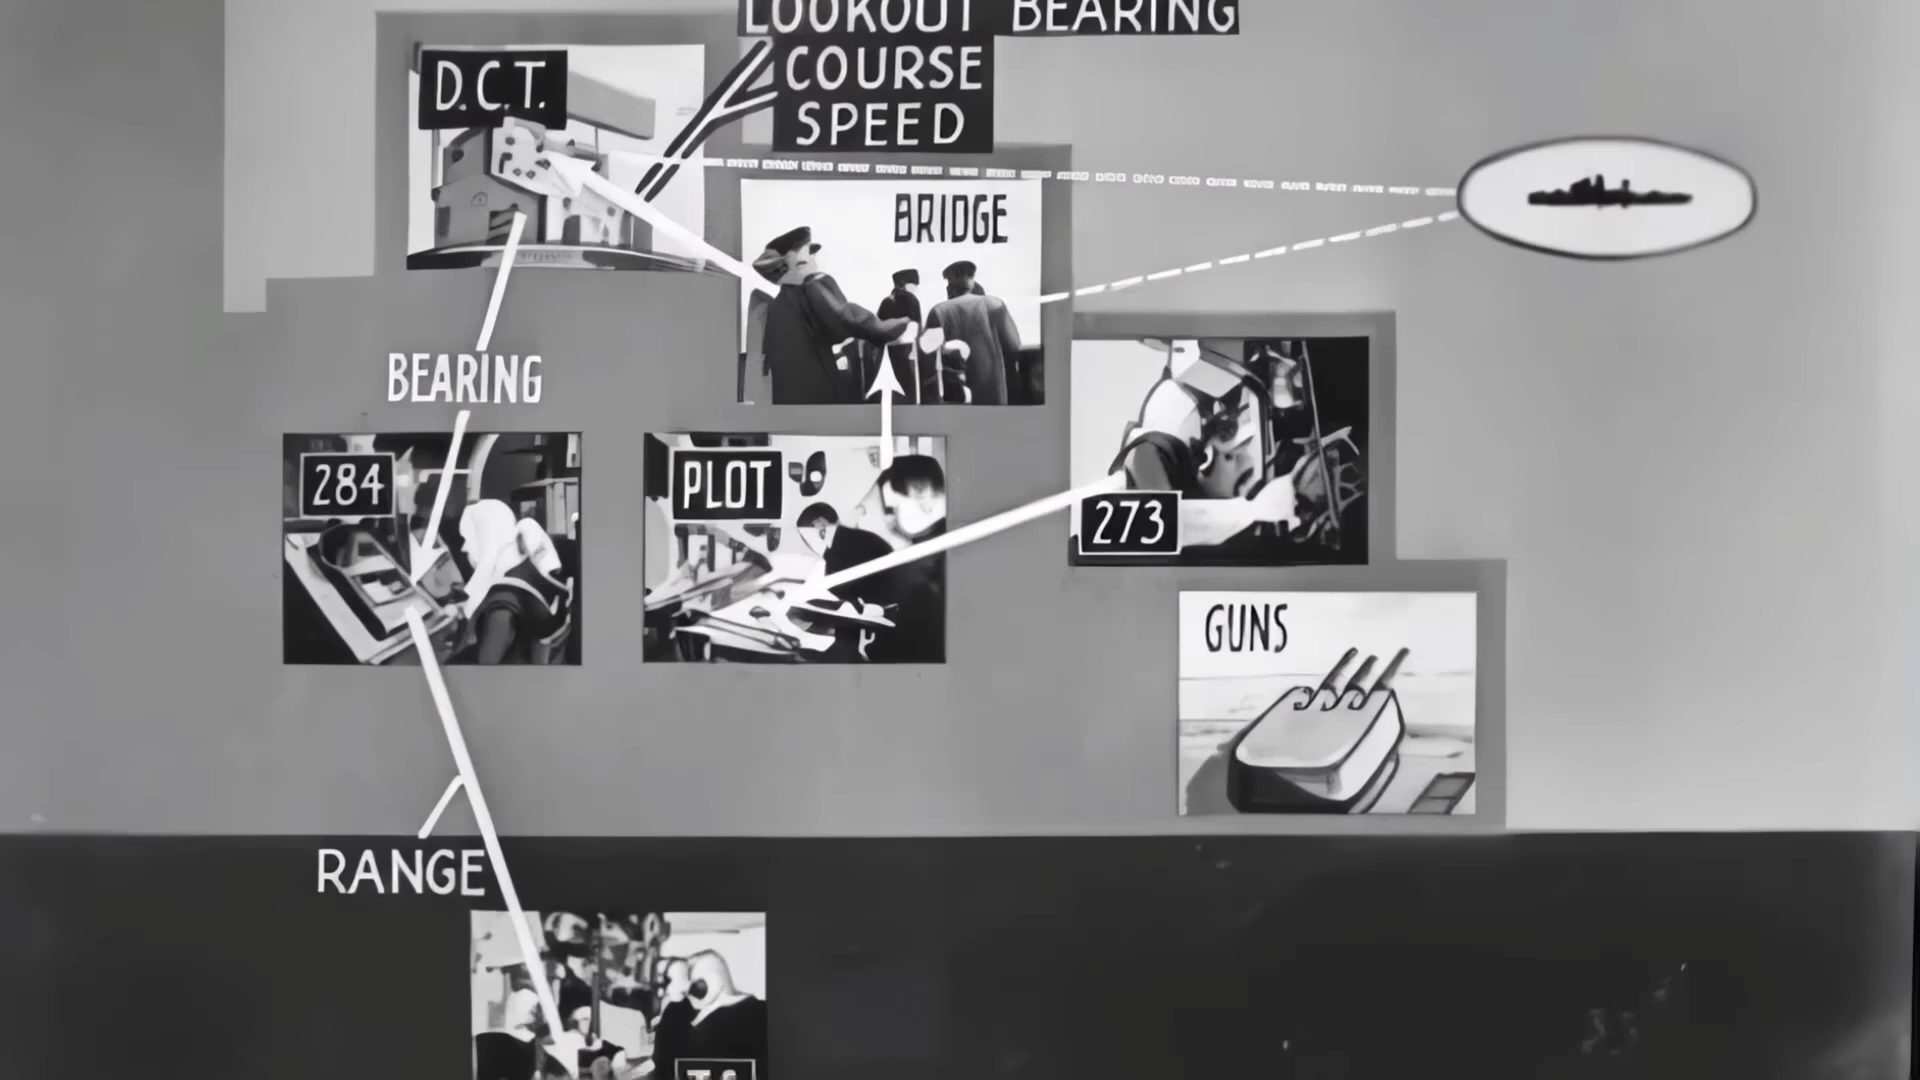 LOOKOUT BEARING
COURSE
SPEED
D.C.T.
BRIDGE
BEARING
284
PLOT
273
GUNS
RANGE
T.S.